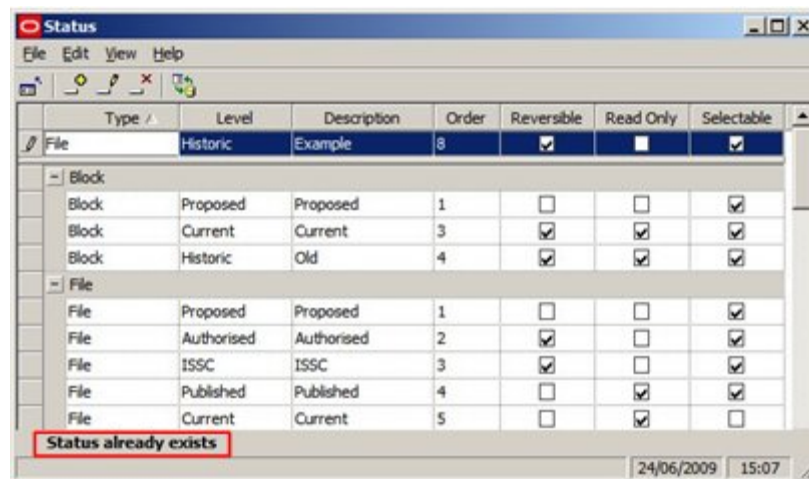 Status
File Edit View Help
Type Level Description Order Reversible Read Only Selectable
File Historic Example 8
Block
Block Proposed Proposed 1
Block Current Current 3
Block Historic Old 4
File
File Proposed Proposed 1
File Authorised Authorised 2
File ISSC ISSC 3
File Published Published 4
File Current Current 5
Status already exists
24/06/2009 15:07